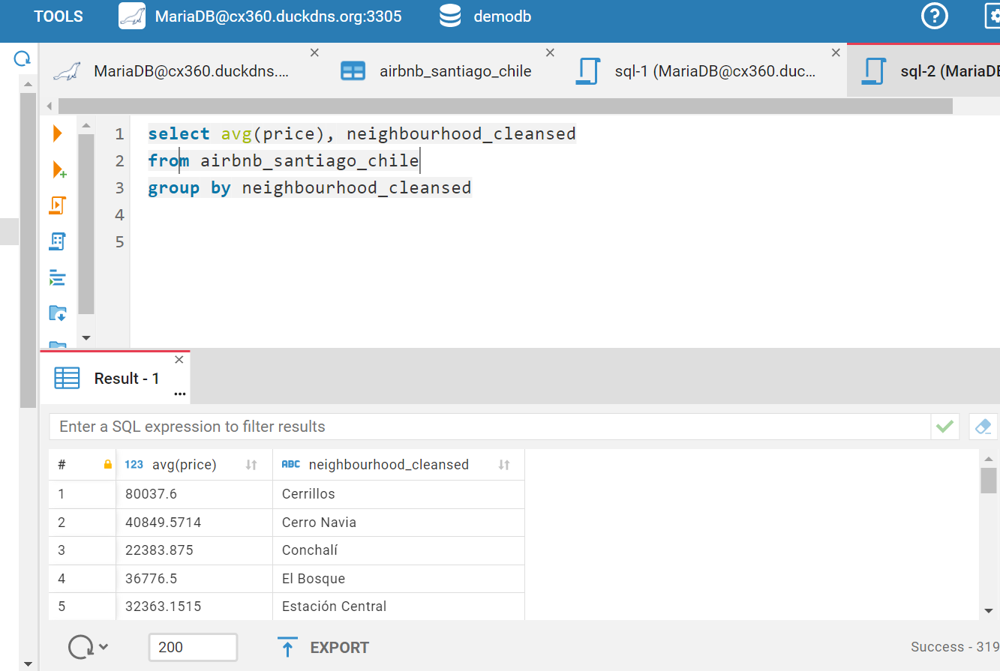 TOOLS MariaDB@cx360.duckdns.org:3305 demodb
MariaDB@cx360.duckdns.... airbnb_santiago_chile sql-1 (MariaDB@cx360.duc... sql-2 (MariaDB
1 select avg(price), neighbourhood_cleansed
2 from airbnb_santiago_chile
3 group by neighbourhood_cleansed
4
5
Result - 1
Enter a SQL expression to filter results
# 123 avg(price) ABC neighbourhood_cleansed
1 80037.6 Cerrillos
2 40849.5714 Cerro Navia
3 22383.875 Conchalí
4 36776.5 El Bosque
5 32363.1515 Estación Central
200 EXPORT Success - 319